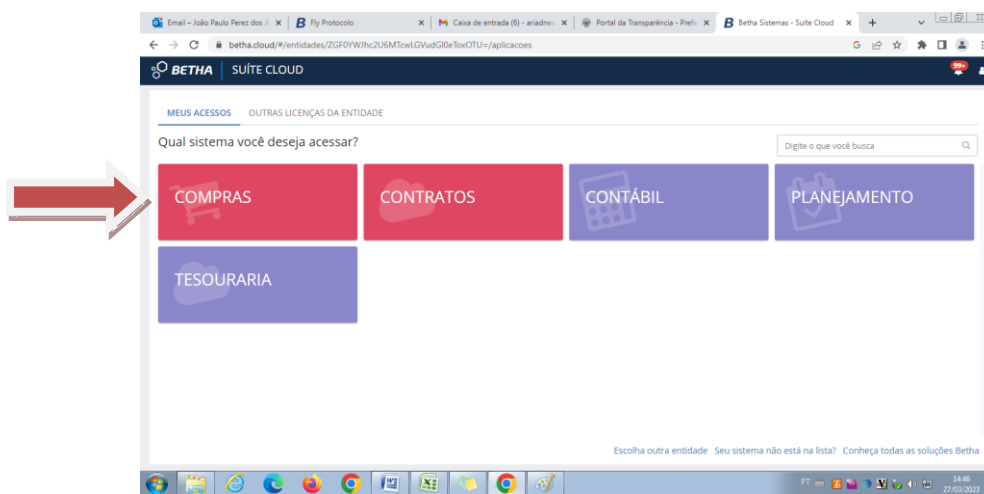 Email – João Paulo Perez dos A
Fly Protocolo
Caixa de entrada (6) - ariadne
Portal da Transparência - Prefe
Betha Sistemas - Suite Cloud
betha.cloud/#/entidades/ZGF0YWJhc2U6MTcwLGVudGl0eToxOTU=/aplicacoes
BETHA SUÍTE CLOUD
99+
MEUS ACESSOS OUTRAS LICENÇAS DA ENTIDADE
Qual sistema você deseja acessar?
Digite o que você busca
COMPRAS
CONTRATOS
CONTÁBIL
PLANEJAMENTO
TESOURARIA
Escolha outra entidade Seu sistema não está na lista? Conheça todas as soluções Betha
PT
14:46
27/03/2023